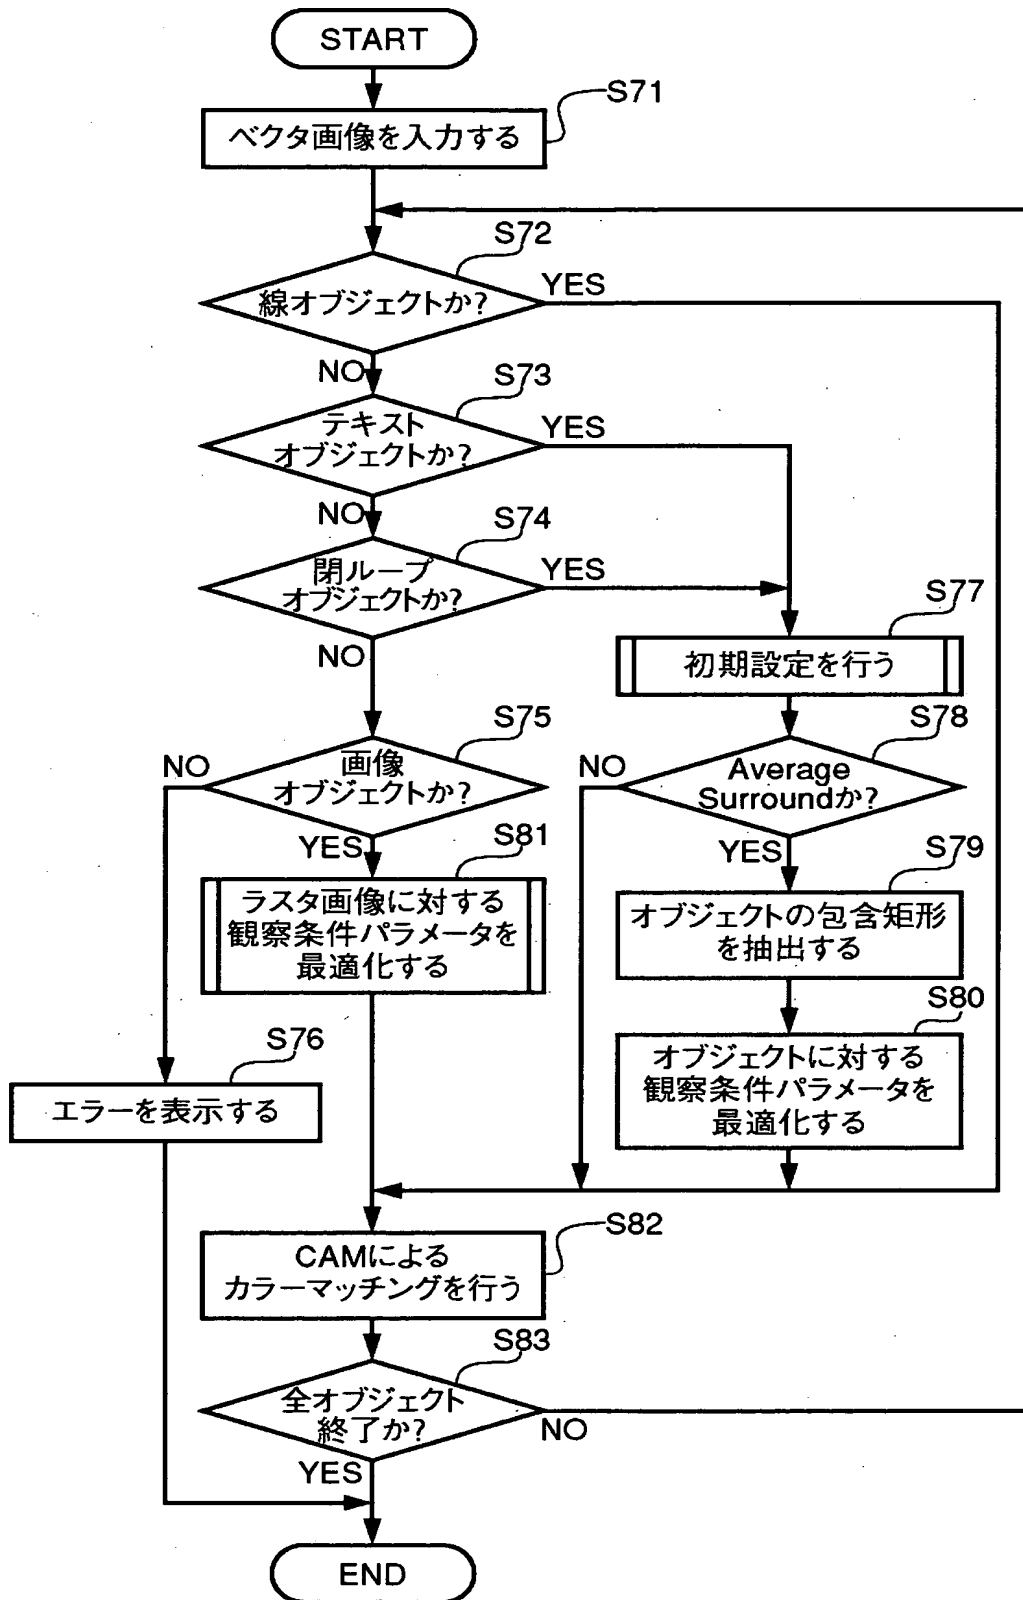 START
S71
ベクタ画像を入力する
S72
線オブジェクトか?
YES
NO
S73
テキスト
オブジェクトか?
YES
NO
S74
閉ループ
オブジェクトか?
YES
NO
S77
初期設定を行う
S75
画像
オブジェクトか?
NO
YES
S78
Average
Surroundか?
NO
YES
S81
ラスタ画像に対する
観察条件パラメータを
最適化する
S79
オブジェクトの包含矩形
を抽出する
S80
オブジェクトに対する
観察条件パラメータを
最適化する
S76
エラーを表示する
S82
CAMによる
カラーマッチングを行う
S83
全オブジェクト
終了か?
NO
YES
END